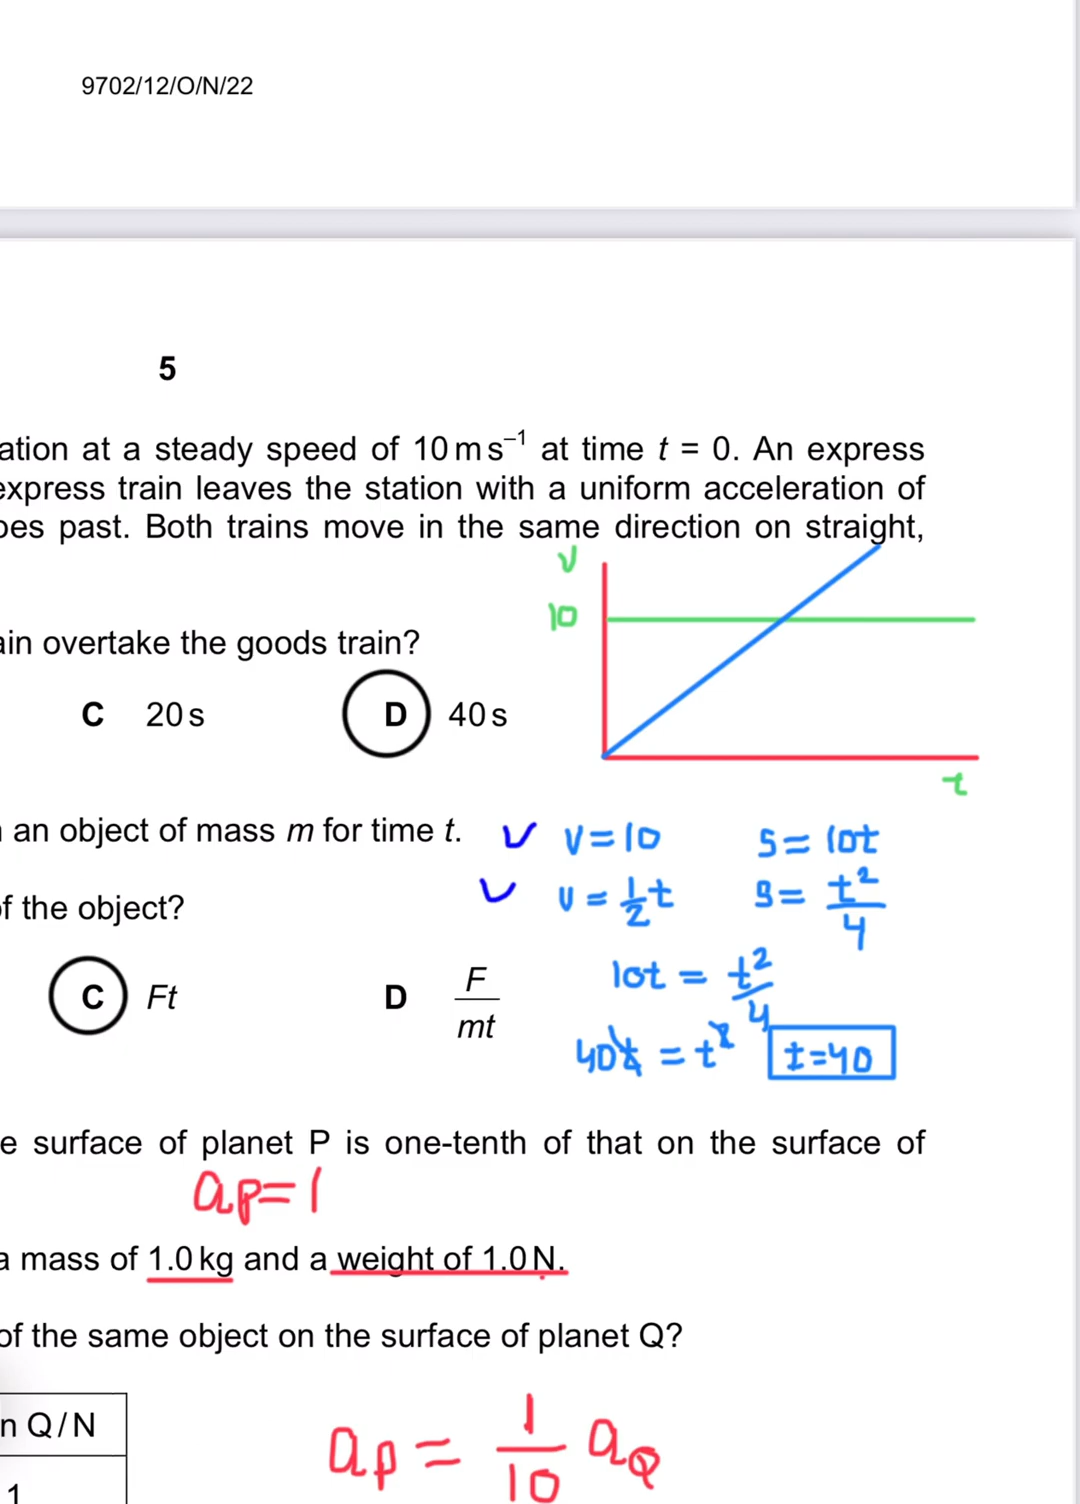 9702/12/O/N/22
5
ation at a steady speed of 10 m s⁻¹ at time t = 0. An express
express train leaves the station with a uniform acceleration of
oes past. Both trains move in the same direction on straight,
v
10
ain overtake the goods train?
C 20 s D 40 s
t
an object of mass m for time t.
v = 10 s = 10t
of the object?
v = ½t s = t²/4
C Ft D F/mt
10t = t²/4
40t = t² t = 40
e surface of planet P is one-tenth of that on the surface of
aP = 1
a mass of 1.0 kg and a weight of 1.0 N.
of the same object on the surface of planet Q?
n Q / N
aP = 1/10 aQ
1